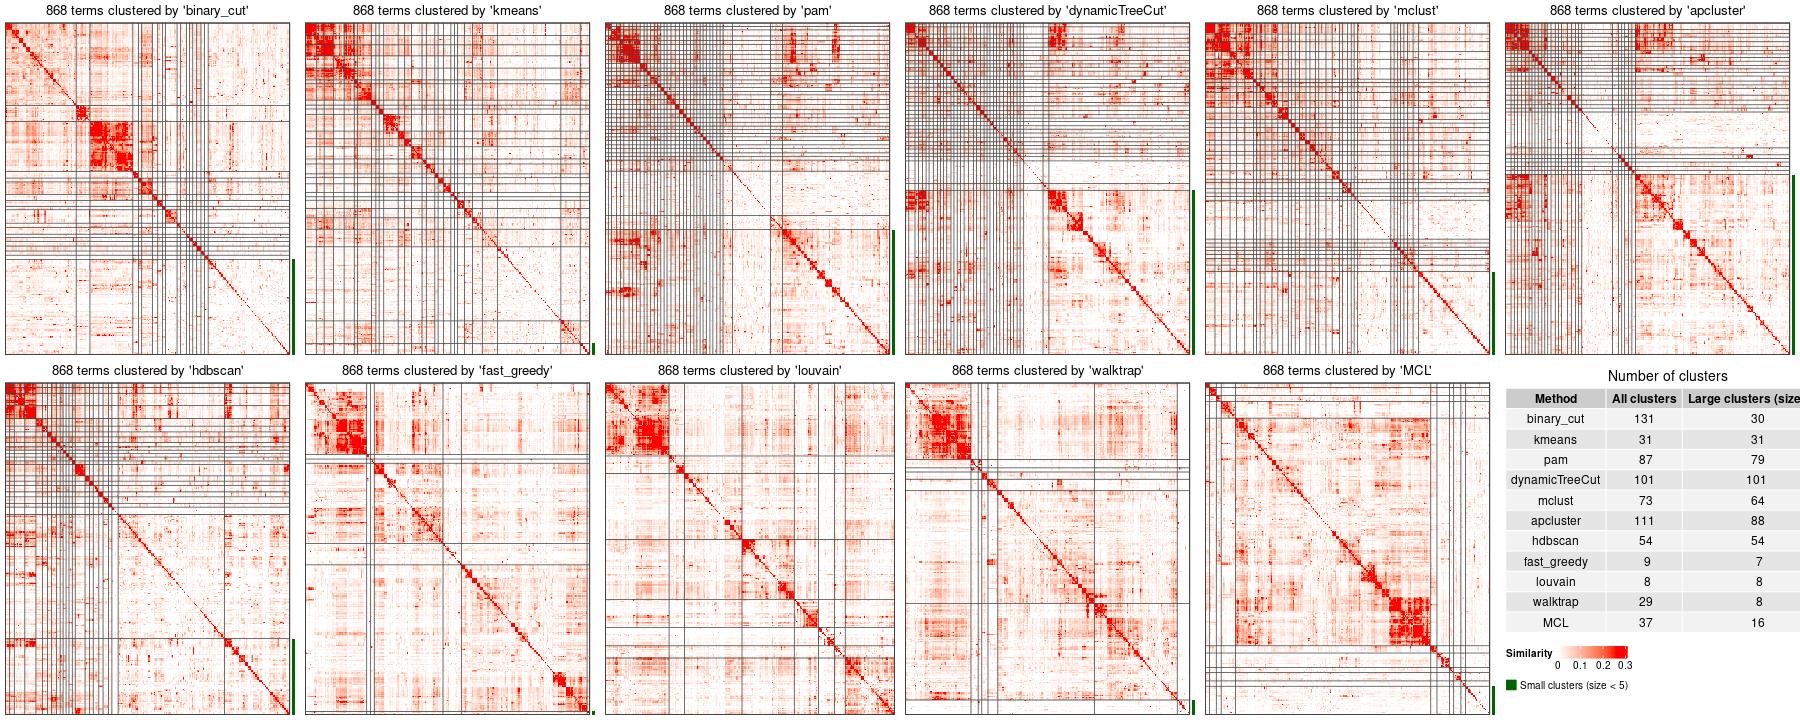 868 terms clustered by 'binary_cut'
868 terms clustered by 'kmeans'
868 terms clustered by 'pam'
868 terms clustered by 'dynamicTreeCut'
868 terms clustered by 'mclust'
868 terms clustered by 'apcluster'
868 terms clustered by 'hdbscan'
868 terms clustered by 'fast_greedy'
868 terms clustered by 'louvain'
868 terms clustered by 'walktrap'
868 terms clustered by 'MCL'
Number of clusters
Method All clusters Large clusters (size
binary_cut 131 30
kmeans 31 31
pam 87 79
dynamicTreeCut 101 101
mclust 73 64
apcluster 111 88
hdbscan 54 54
fast_greedy 9 7
louvain 8 8
walktrap 29 8
MCL 37 16
Similarity
0 0.1 0.2 0.3
Small clusters (size < 5)